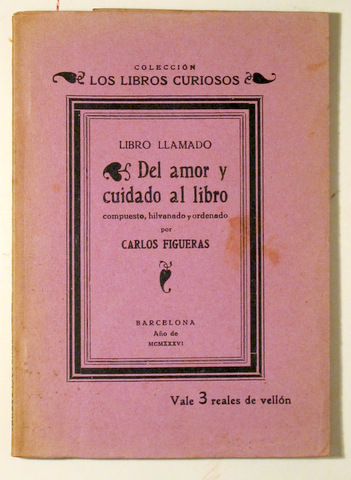 COLECCIÓN
LOS LIBROS CURIOSOS
LIBRO LLAMADO
Del amor y
cuidado al libro
compuesto, hilvanado y ordenado
por
CARLOS FIGUERAS
BARCELONA
Año de
MCMXXXVI
Vale 3 reales de vellón